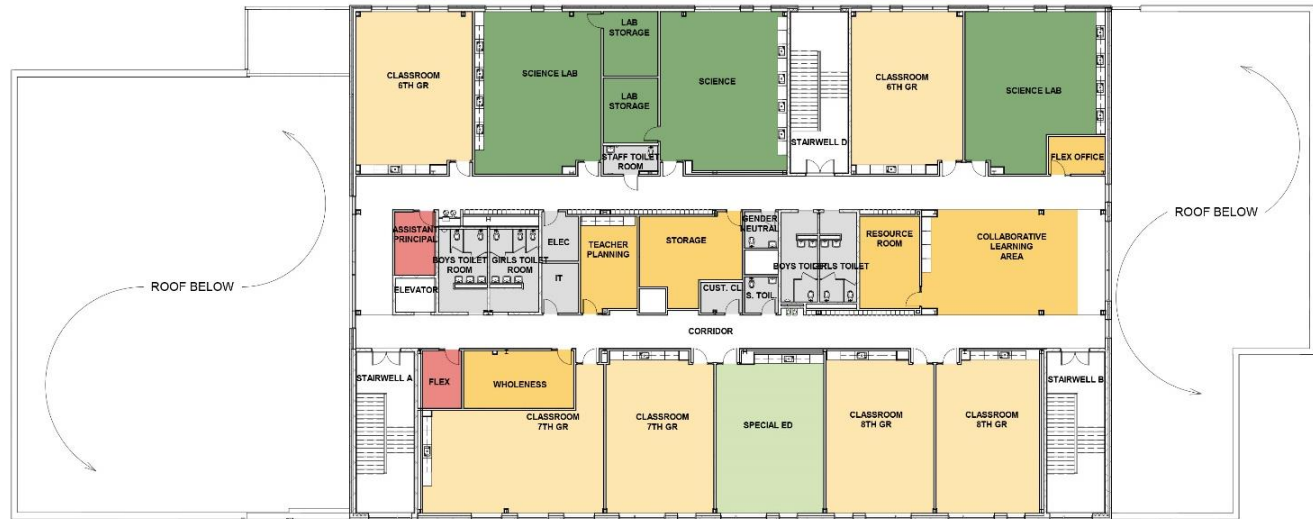 CLASSROOM
6TH GR
SCIENCE LAB
LAB
STORAGE
LAB
STORAGE
SCIENCE
STAFF TOILET
ROOM
STAIRWELL D
CLASSROOM
6TH GR
SCIENCE LAB
FLEX OFFICE
ROOF BELOW
ROOF BELOW
ASSISTANT
PRINCIPAL
ELEVATOR
BOYS TOILET
ROOM
GIRLS TOILET
ROOM
ELEC
IT
TEACHER
PLANNING
STORAGE
CUST. CL
GENDER
NEUTRAL
S. TOIL
BOYS TOILET
GIRLS TOILET
RESOURCE
ROOM
COLLABORATIVE
LEARNING
AREA
CORRIDOR
STAIRWELL A
FLEX
WHOLENESS
CLASSROOM
7TH GR
CLASSROOM
7TH GR
SPECIAL ED
CLASSROOM
8TH GR
CLASSROOM
8TH GR
STAIRWELL B